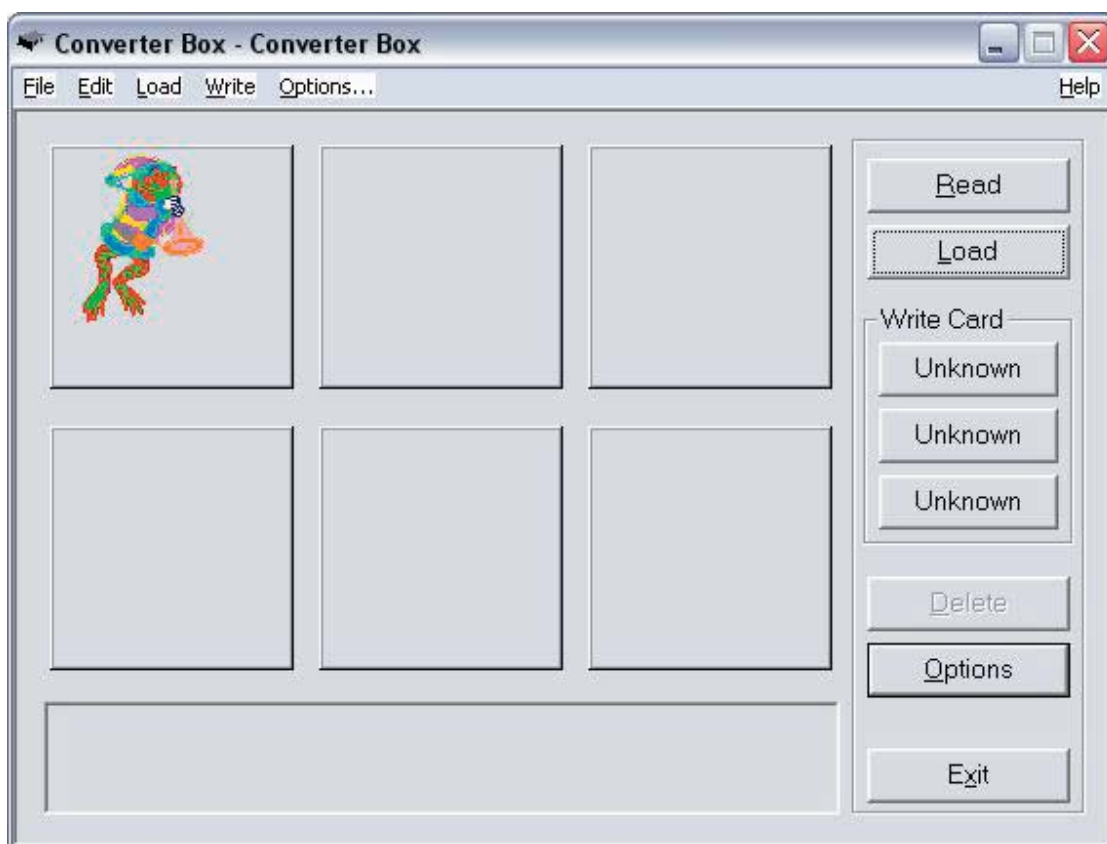 Converter Box - Converter Box
File Edit Load Write Options... Help
Read
Load
Write Card
Unknown
Unknown
Unknown
Delete
Options
Exit